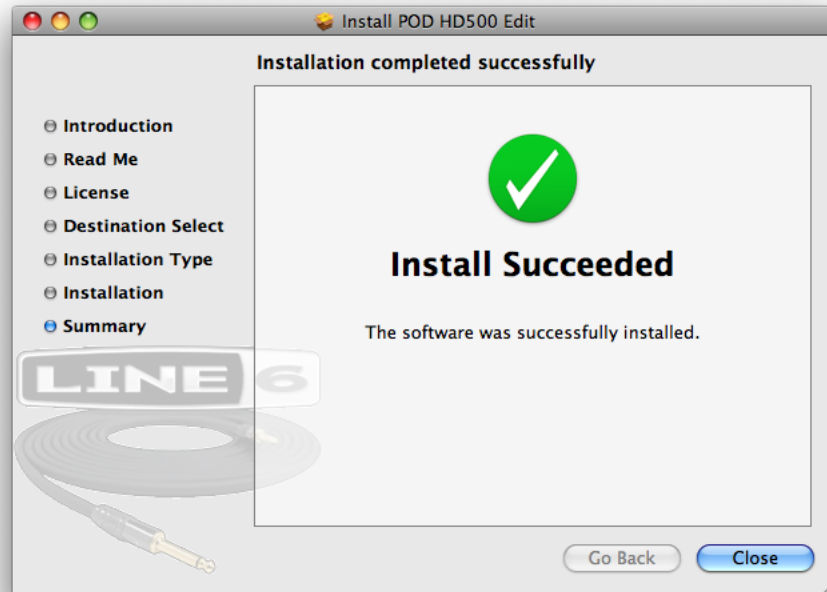 Install POD HD500 Edit
Installation completed successfully
Introduction
Read Me
License
Destination Select
Installation Type
Installation
Summary
Install Succeeded
The software was successfully installed.
LINE 6
Go Back
Close